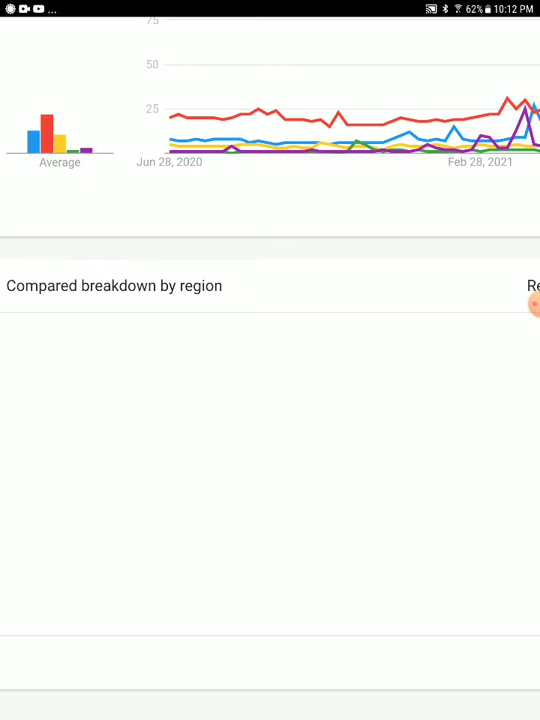 ... 62% 10:12 PM
75
50
25
Average Jun 28, 2020 Feb 28, 2021
Compared breakdown by region